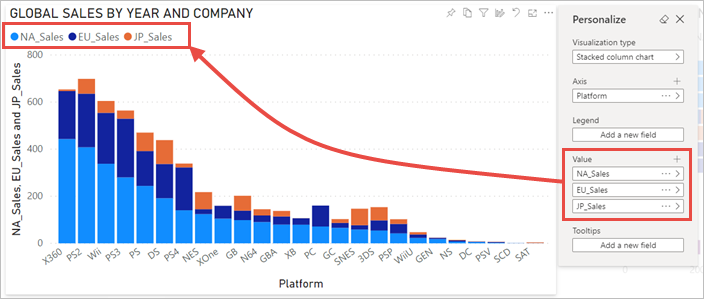 GLOBAL SALES BY YEAR AND COMPANY
NA_Sales EU_Sales JP_Sales
NA_Sales, EU_Sales and JP_Sales
800
600
400
200
0
X360 PS2 Wii PS3 PS DS PS4 NES XOne GB N64 GBA XB PC GC SNES 3DS PSP WiiU GEN NS DC PSV SCD SAT
Platform
Personalize
Visualization type
Stacked column chart
Axis
Platform
Legend
Add a new field
Value
NA_Sales
EU_Sales
JP_Sales
Tooltips
Add a new field
0